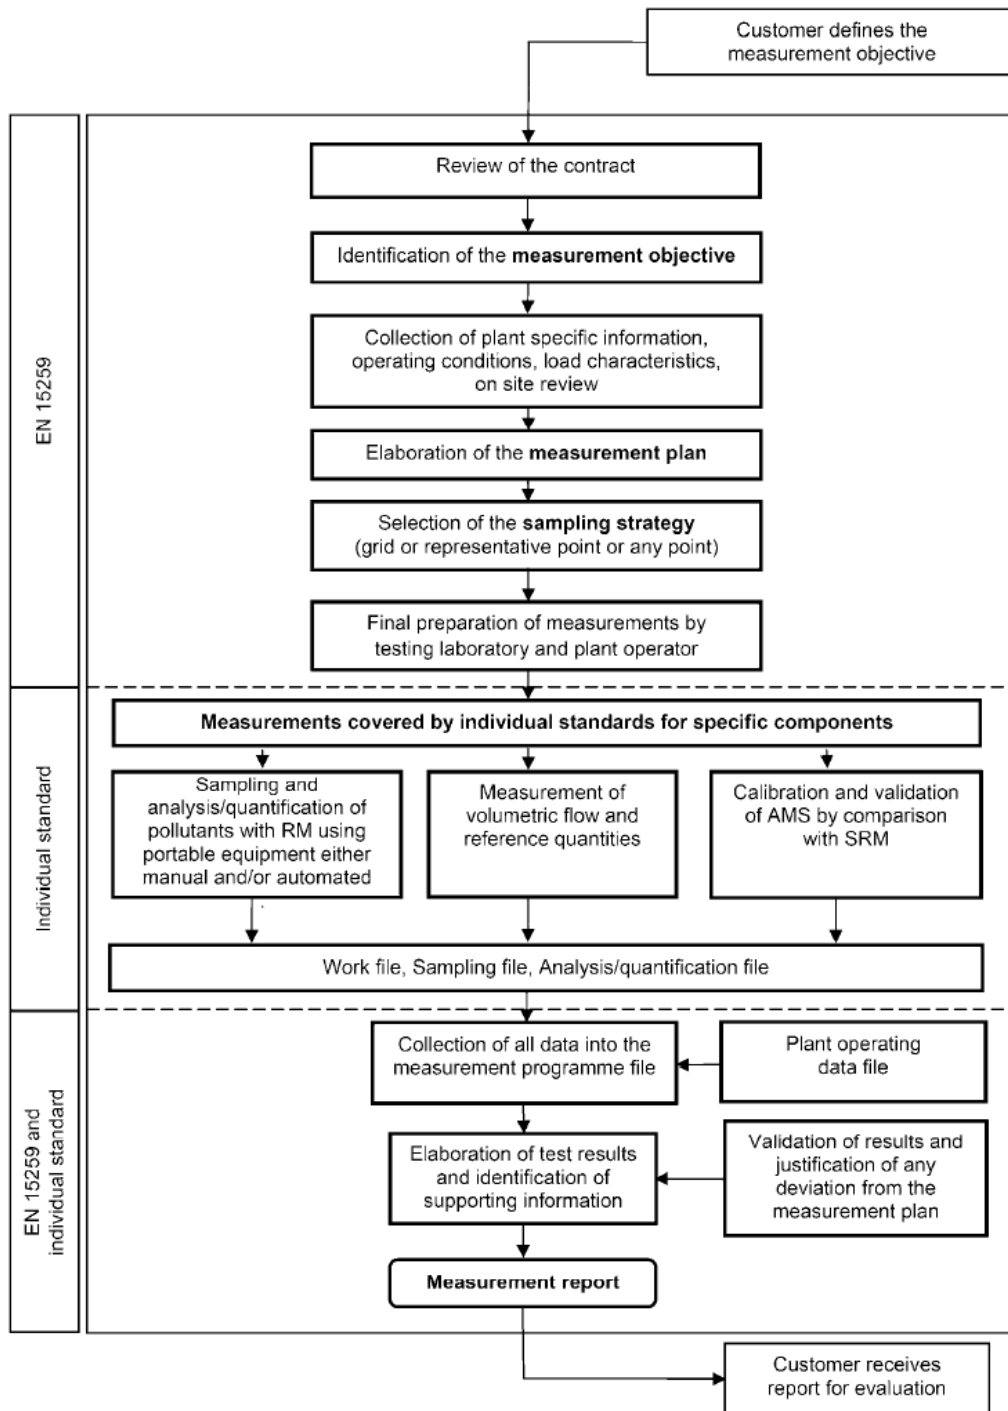 Customer defines the
measurement objective
EN 15259
Review of the contract
Identification of the measurement objective
Collection of plant specific information,
operating conditions, load characteristics,
on site review
Elaboration of the measurement plan
Selection of the sampling strategy
(grid or representative point or any point)
Final preparation of measurements by
testing laboratory and plant operator
Individual standard
Measurements covered by individual standards for specific components
Sampling and
analysis/quantification of
pollutants with RM using
portable equipment either
manual and/or automated
Measurement of
volumetric flow and
reference quantities
Calibration and validation
of AMS by comparison
with SRM
Work file, Sampling file, Analysis/quantification file
EN 15259 and
individual standard
Collection of all data into the
measurement programme file
Plant operating
data file
Elaboration of test results
and identification of
supporting information
Validation of results and
justification of any
deviation from the
measurement plan
Measurement report
Customer receives
report for evaluation